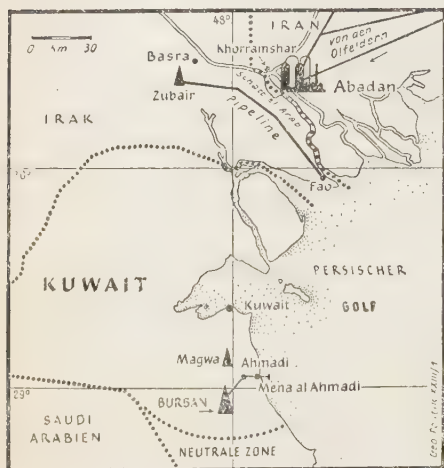 48°
IRAN
0 Km 30
Khorramshar
von den
Ölfeldern
Basra
Abadan
Zubair
Schatt el Arab
Pipeline
IRAK
30°
Fao
KUWAIT
PERSISCHER
GOLF
Kuwait
Magwa
Ahmadi
Mena al Ahmadi
29°
BURGAN
SAUDI
ARABIEN
NEUTRALE ZONE